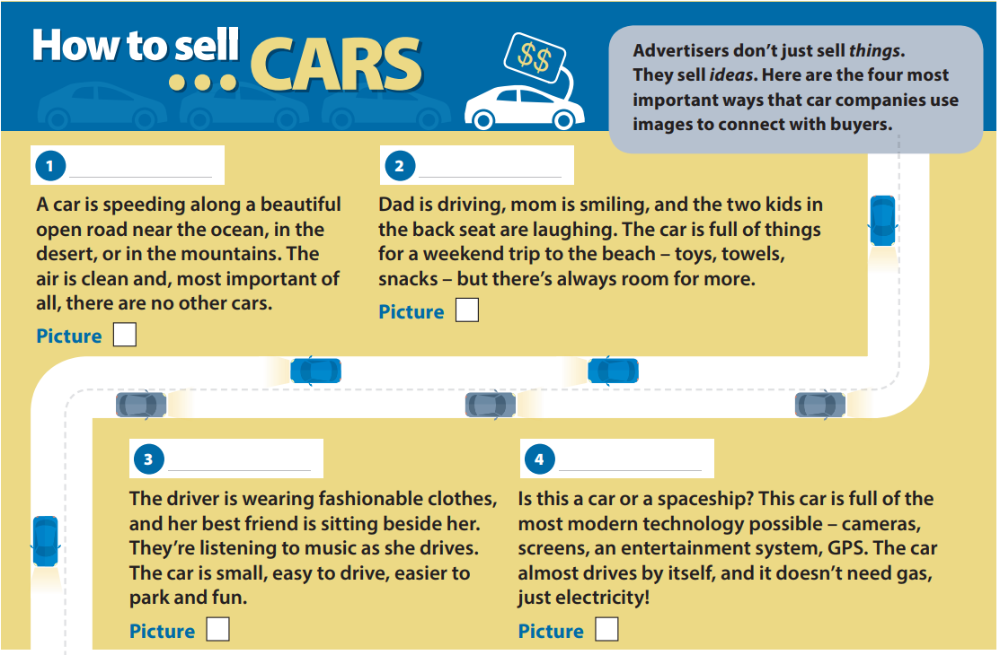 How to sell
... CARS
$$
Advertisers don’t just sell things.
They sell ideas. Here are the four most
important ways that car companies use
images to connect with buyers.
1
A car is speeding along a beautiful
open road near the ocean, in the
desert, or in the mountains. The
air is clean and, most important of
all, there are no other cars.
Picture
2
Dad is driving, mom is smiling, and the two kids in
the back seat are laughing. The car is full of things
for a weekend trip to the beach – toys, towels,
snacks – but there’s always room for more.
Picture
3
The driver is wearing fashionable clothes,
and her best friend is sitting beside her.
They’re listening to music as she drives.
The car is small, easy to drive, easier to
park and fun.
Picture
4
Is this a car or a spaceship? This car is full of the
most modern technology possible – cameras,
screens, an entertainment system, GPS. The car
almost drives by itself, and it doesn’t need gas,
just electricity!
Picture